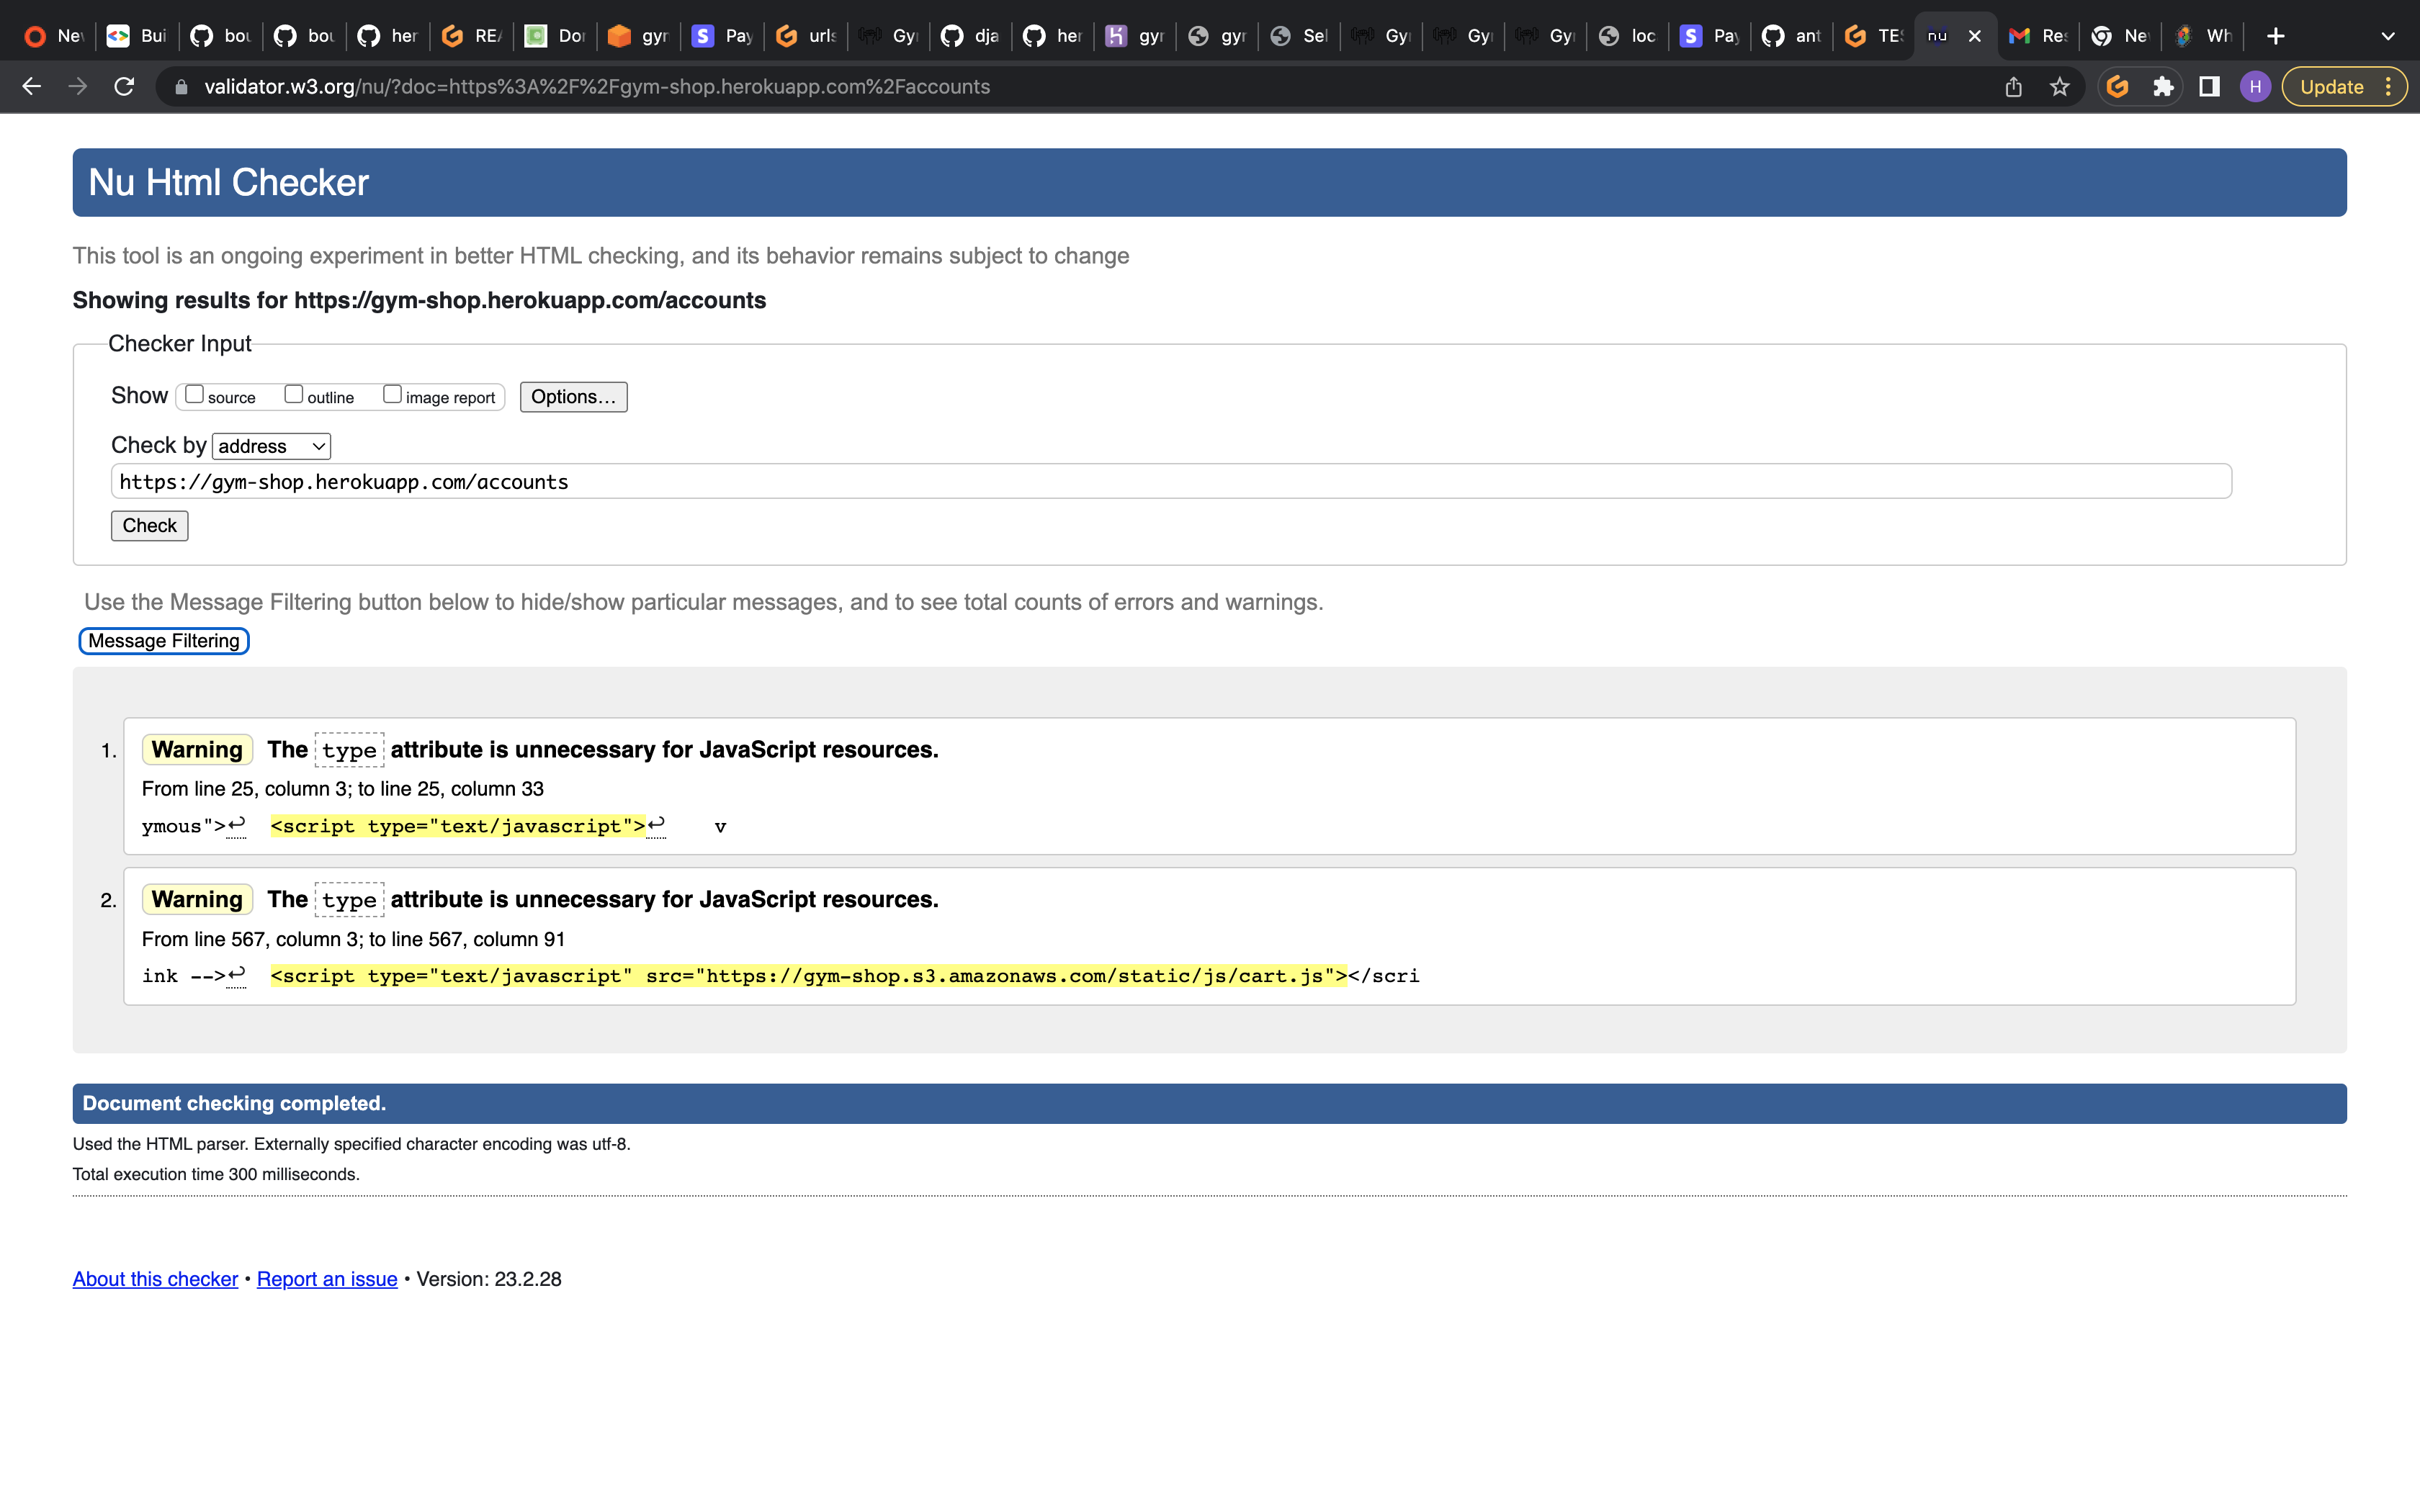 Ne Bui bou bou her RE Dor gyr S Pay urls Gy dja her gyr gyr Sel Gy Gy Gy loc S Pay ant TE nu Re Ne Wh
validator.w3.org/nu/?doc=https%3A%2F%2Fgym-shop.herokuapp.com%2Faccounts H Update
Nu Html Checker
This tool is an ongoing experiment in better HTML checking, and its behavior remains subject to change
Showing results for https://gym-shop.herokuapp.com/accounts
Checker Input
Show source outline image report Options…
Check by address
https://gym-shop.herokuapp.com/accounts
Check
Use the Message Filtering button below to hide/show particular messages, and to see total counts of errors and warnings.
Message Filtering
1. Warning The type attribute is unnecessary for JavaScript resources.
From line 25, column 3; to line 25, column 33
ymous">↩ <script type="text/javascript">↩ v
2. Warning The type attribute is unnecessary for JavaScript resources.
From line 567, column 3; to line 567, column 91
ink -->↩ <script type="text/javascript" src="https://gym-shop.s3.amazonaws.com/static/js/cart.js"></scri
Document checking completed.
Used the HTML parser. Externally specified character encoding was utf-8.
Total execution time 300 milliseconds.
About this checker • Report an issue • Version: 23.2.28